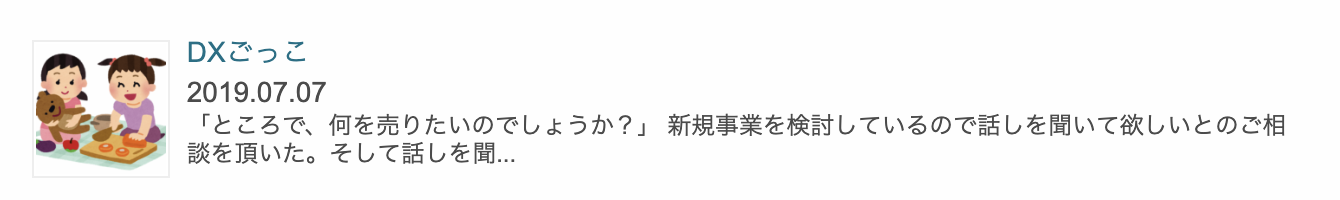 DXごっこ
2019.07.07
「ところで、何を売りたいのでしょうか？」 新規事業を検討しているので話しを聞いて欲しいとのご相
談を頂いた。そして話しを聞...